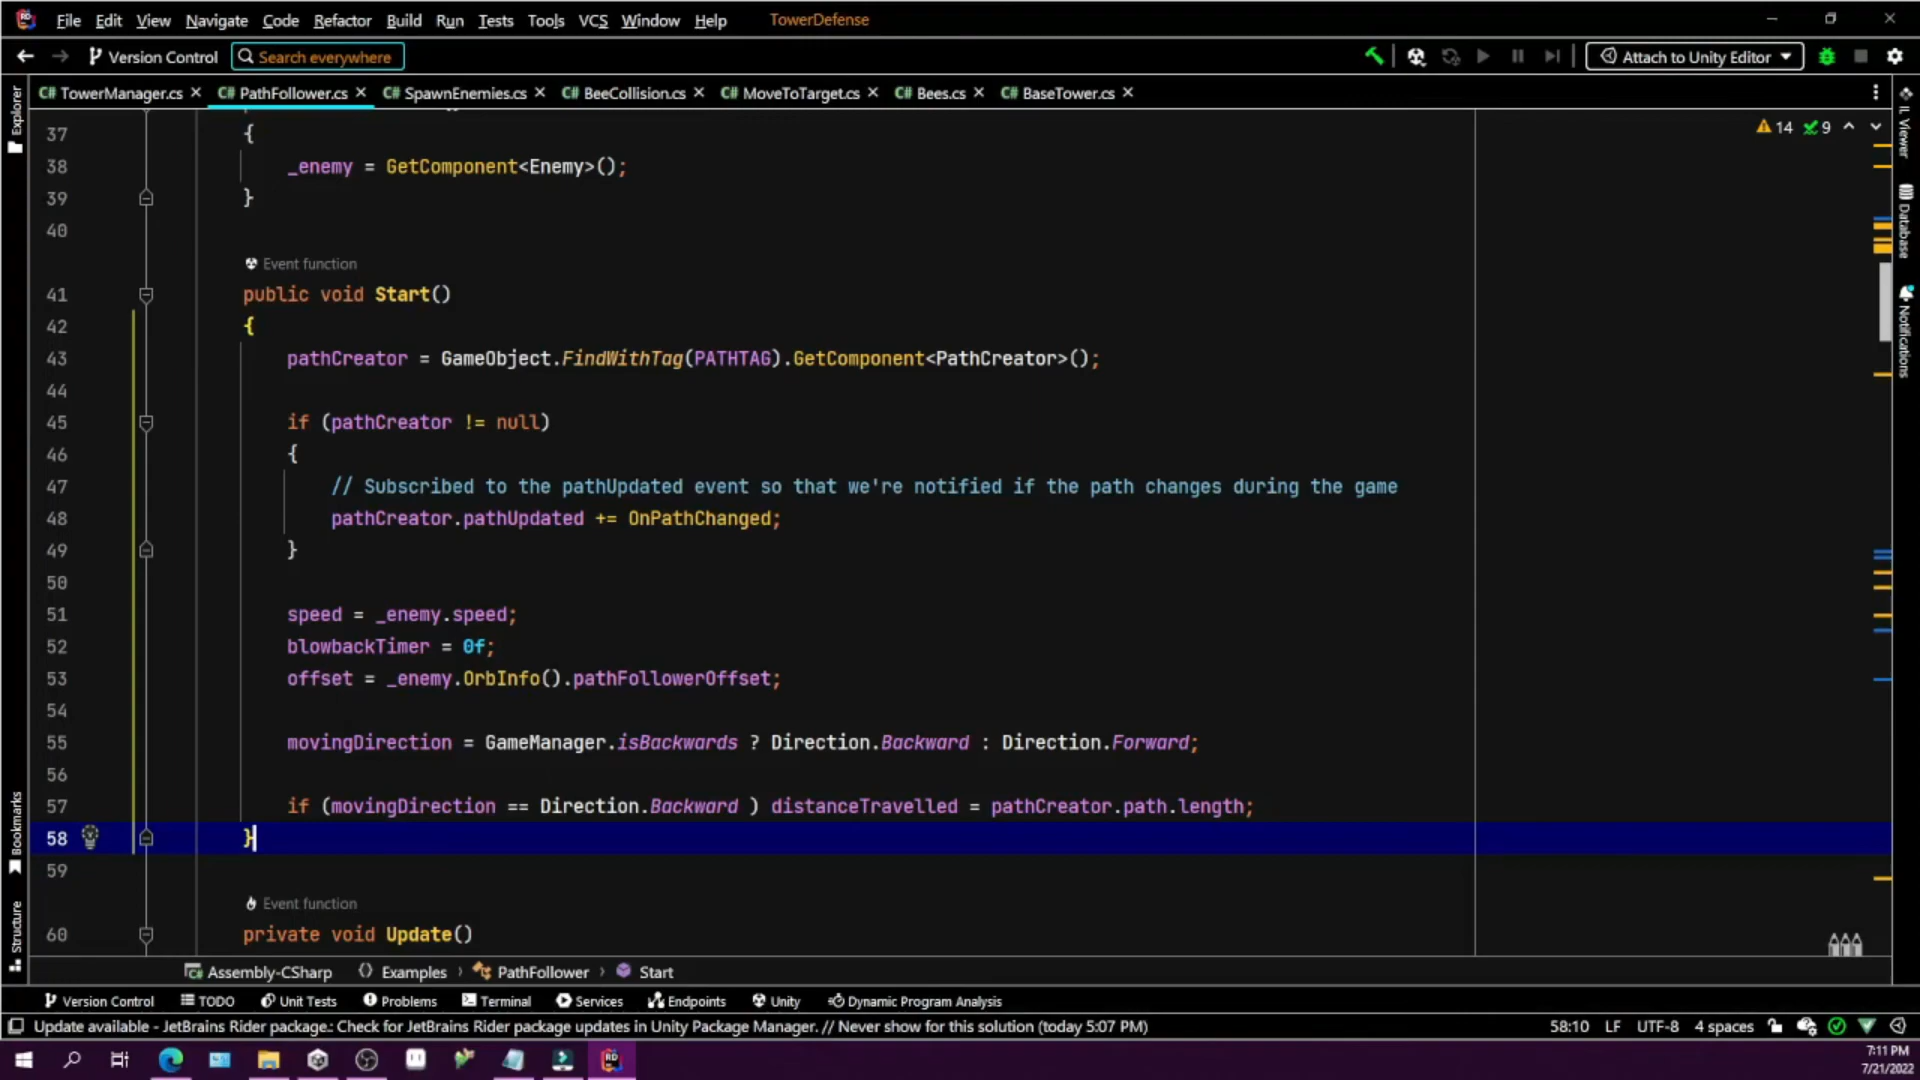 File Edit View Navigate Code Refactor Build Run Tests Tools VCS Window Help TowerDefense
Version Control Search everywhere Attach to Unity Editor
C# TowerManager.cs C# PathFollower.cs C# SpawnEnemies.cs C# BeeCollision.cs C# MoveToTarget.cs C# Bees.cs C# BaseTower.cs
Explorer
14 9
IL Viewer
Database
Notifications
37 {
38 _enemy = GetComponent<Enemy>();
39 }
40
Event function
41 public void Start()
42 {
43 pathCreator = GameObject.FindWithTag(PATHTAG).GetComponent<PathCreator>();
44
45 if (pathCreator != null)
46 {
47 // Subscribed to the pathUpdated event so that we're notified if the path changes during the game
48 pathCreator.pathUpdated += OnPathChanged;
49 }
50
51 speed = _enemy.speed;
52 blowbackTimer = 0f;
53 offset = _enemy.OrbInfo().pathFollowerOffset;
54
55 movingDirection = GameManager.isBackwards ? Direction.Backward : Direction.Forward;
56
57 if (movingDirection == Direction.Backward ) distanceTravelled = pathCreator.path.length;
58 }
59
Event function
60 private void Update()
Bookmarks
Structure
C# Assembly-CSharp Examples PathFollower Start
Version Control TODO Unit Tests Problems Terminal Services Endpoints Unity Dynamic Program Analysis
Update available - JetBrains Rider package.: Check for JetBrains Rider package updates in Unity Package Manager. // Never show for this solution (today 5:07 PM) 58:10 LF UTF-8 4 spaces
RD
7:11 PM
7/21/2022